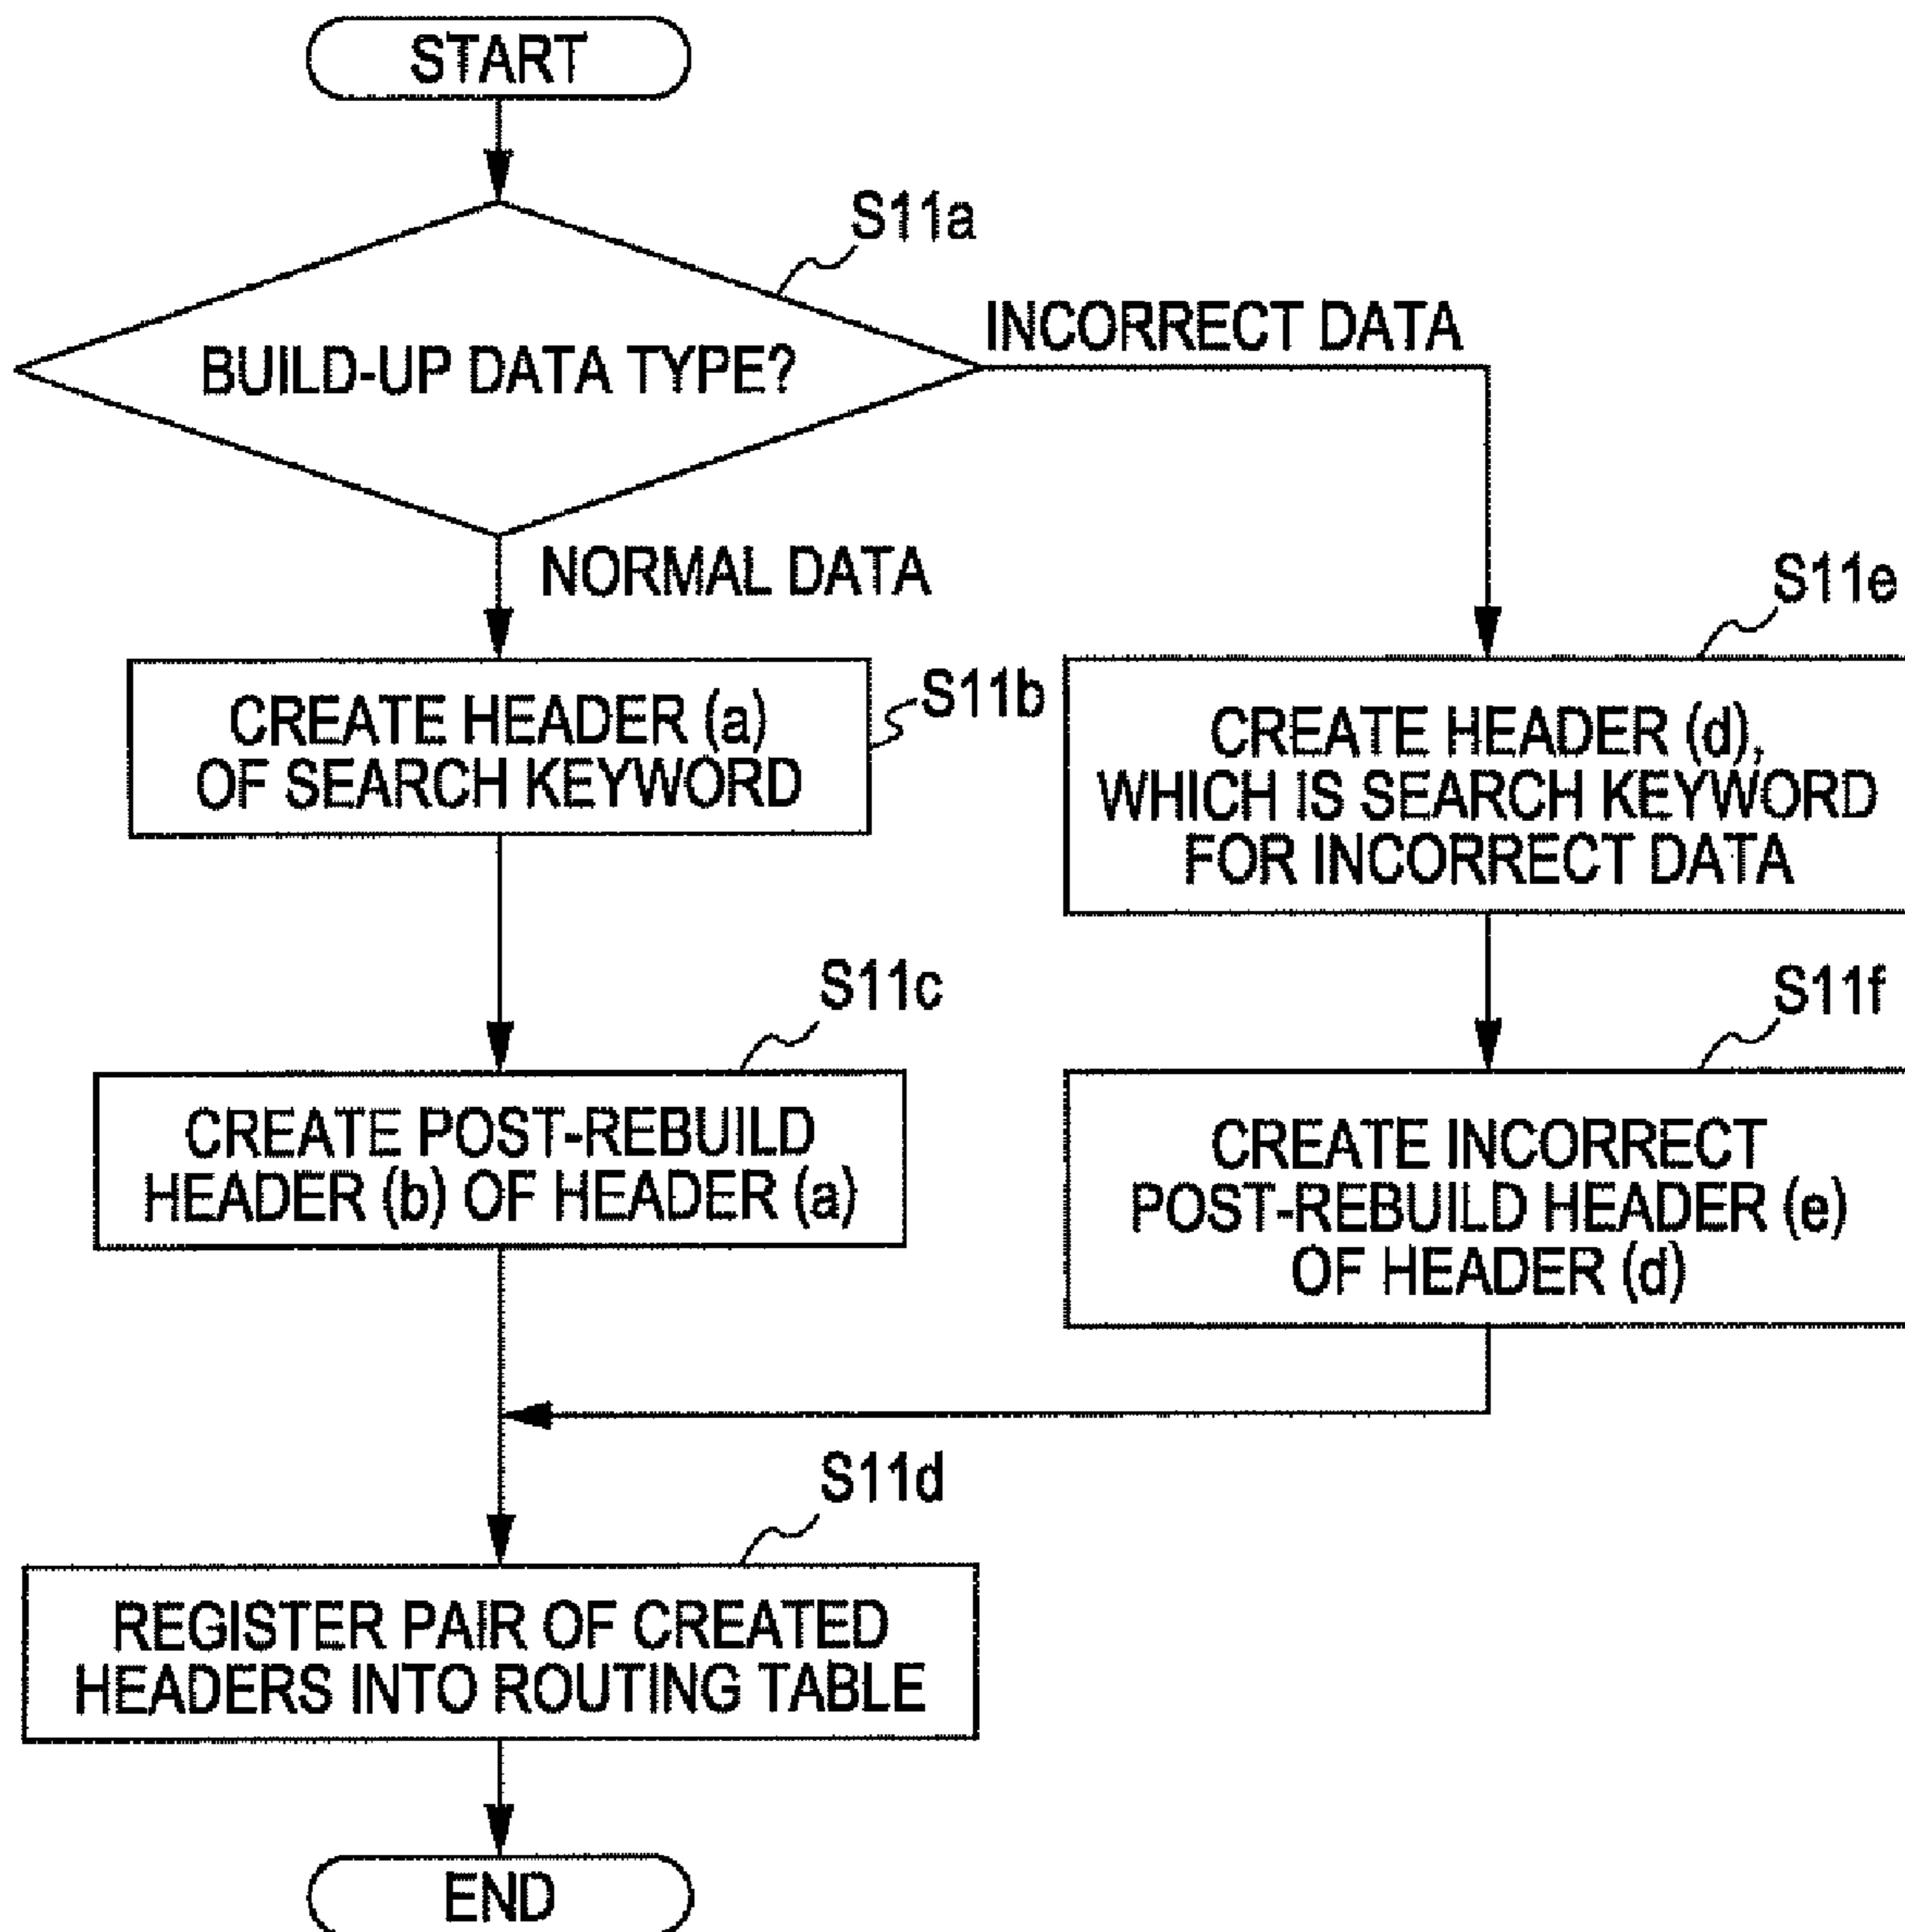 START
S11a
BUILD-UP DATA TYPE?
INCORRECT DATA
NORMAL DATA
S11b
CREATE HEADER (a)
OF SEARCH KEYWORD
S11e
CREATE HEADER (d),
WHICH IS SEARCH KEYWORD
FOR INCORRECT DATA
S11c
CREATE POST-REBUILD
HEADER (b) OF HEADER (a)
S11f
CREATE INCORRECT
POST-REBUILD HEADER (e)
OF HEADER (d)
S11d
REGISTER PAIR OF CREATED
HEADERS INTO ROUTING TABLE
END